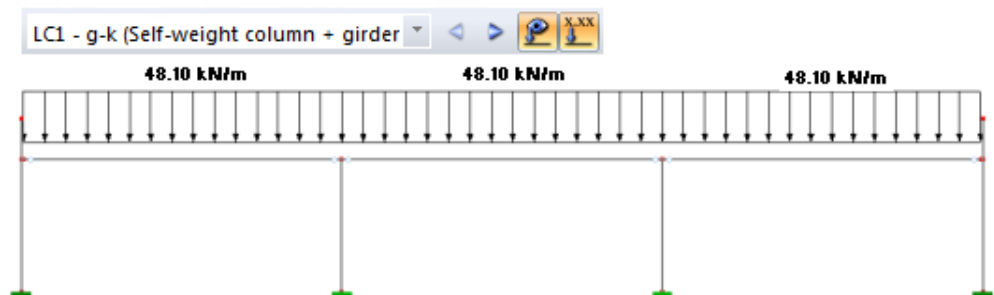 LC1 - g-k (Self-weight column + girder
X.XX
48.10 kN/m 48.10 kN/m 48.10 kN/m